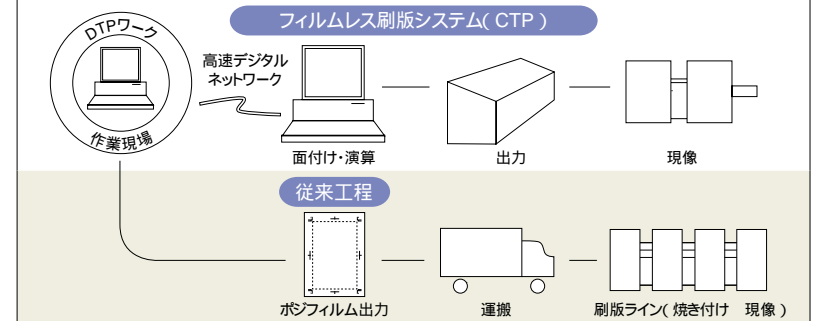 フィルムレス刷版システム( CTP )
DTPワーク
作業現場
高速デジタル
ネットワーク
面付け・演算
出力
現像
従来工程
ポジフィルム出力
運搬
刷版ライン( 焼き付け　現像 )